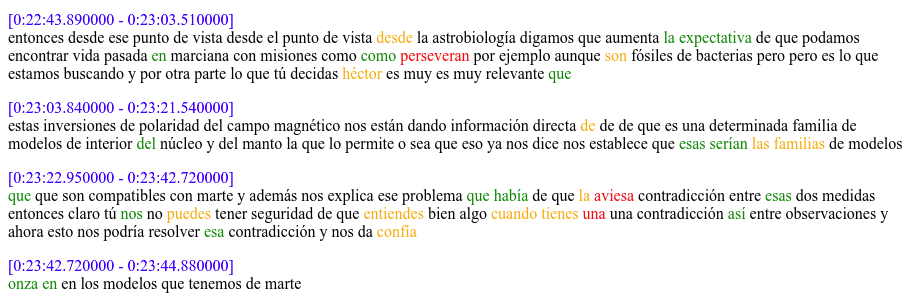 [0:22:43.890000 - 0:23:03.510000]
entonces desde ese punto de vista desde el punto de vista desde la astrobiología digamos que aumenta la expectativa de que podamos
encontrar vida pasada en marciana con misiones como como perseveran por ejemplo aunque son fósiles de bacterias pero pero es lo que
estamos buscando y por otra parte lo que tú decidas héctor es muy es muy relevante que
[0:23:03.840000 - 0:23:21.540000]
estas inversiones de polaridad del campo magnético nos están dando información directa de de de que es una determinada familia de
modelos de interior del núcleo y del manto la que lo permite o sea que eso ya nos dice nos establece que esas serían las familias de modelos
[0:23:22.950000 - 0:23:42.720000]
que que son compatibles con marte y además nos explica ese problema que había de que la aviesa contradicción entre esas dos medidas
entonces claro tú nos no puedes tener seguridad de que entiendes bien algo cuando tienes una una contradicción así entre observaciones y
ahora esto nos podría resolver esa contradicción y nos da confía
[0:23:42.720000 - 0:23:44.880000]
onza en en los modelos que tenemos de marte